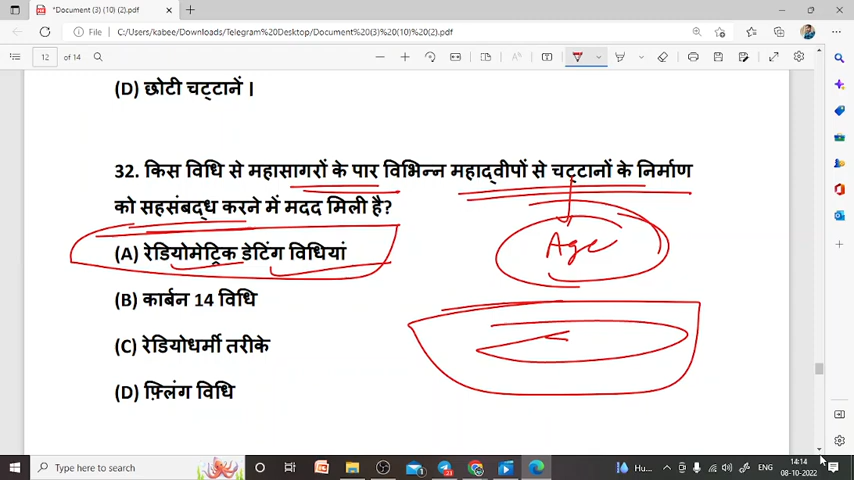 *Document (3) (10) (2).pdf
File
C:/Users/kabee/Downloads/Telegram%20Desktop/Document%20(3)%20(10)%20(2).pdf
12 of 14
(D) छोटी चट्टानें।
32. किस विधि से महासागरों के पार विभिन्न महाद्वीपों से चट्टानों के निर्माण
को सहसंबद्ध करने में मदद मिली है?
Age
(A) रेडियोमेट्रिक डेटिंग विधियां
(B) कार्बन 14 विधि
(C) रेडियोधर्मी तरीके
(D) फ़्लिंग विधि
Type here to search
Hu...
ENG
14:14
08-10-2022